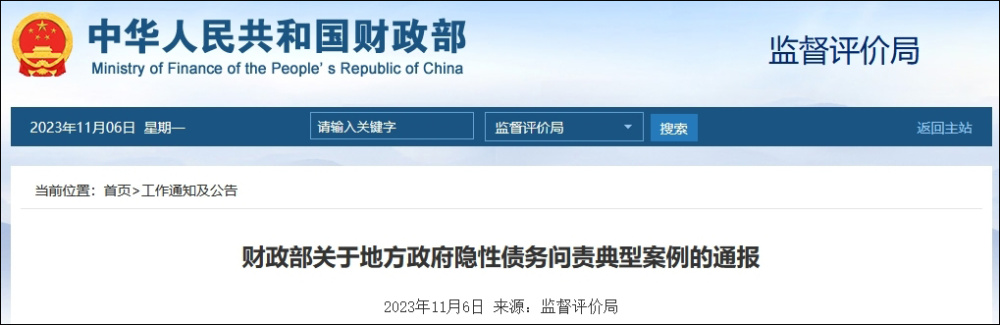 中华人民共和国财政部
Ministry of Finance of the People's Republic of China
监督评价局
2023年11月06日 星期一
请输入关键字
监督评价局
搜索
返回主站
当前位置：首页>工作通知及公告
财政部关于地方政府隐性债务问责典型案例的通报
2023年11月6日 来源：监督评价局